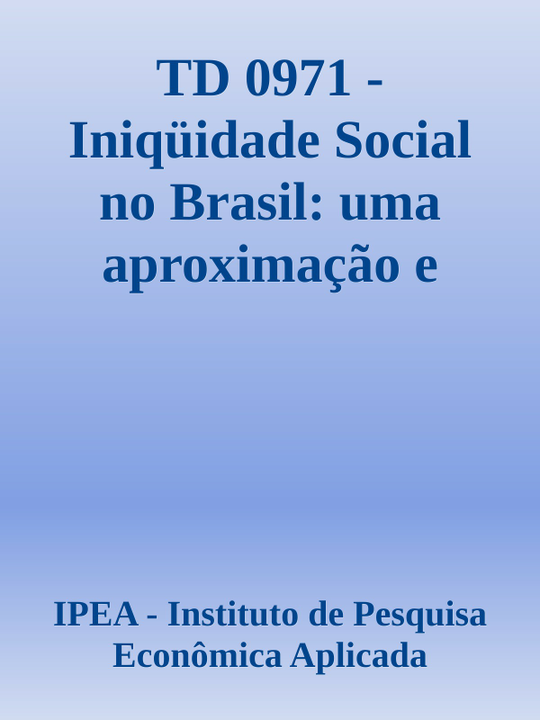 TD 0971 -
Iniqüidade Social
no Brasil: uma
aproximação e
IPEA - Instituto de Pesquisa
Econômica Aplicada